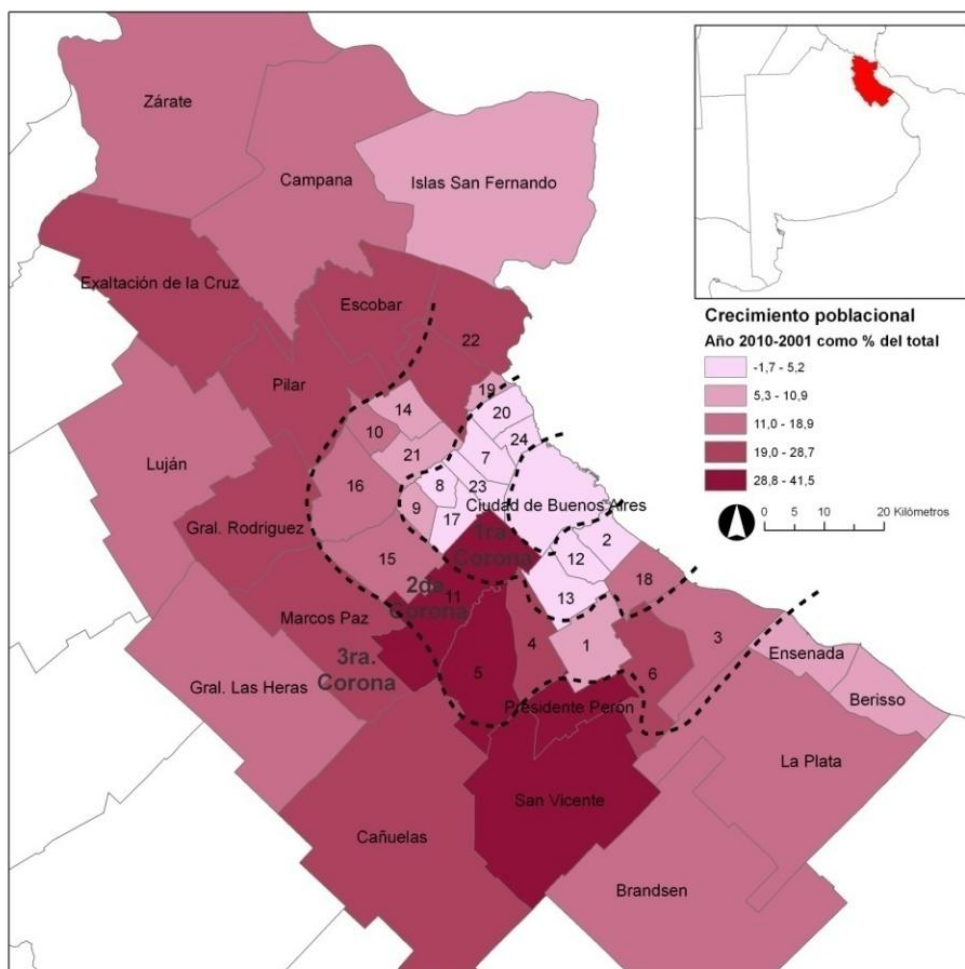 Zárate
Campana
Islas San Fernando
Exaltación de la Cruz
Escobar
22
Pilar
19
14
20
10
24
21
7
Luján
16
8
23
Ciudad de Buenos Aires
9
17
Gral. Rodriguez
1ra.
Corona
2
12
15
18
2da.
Corona
11
13
Marcos Paz
3
4
1
3ra.
Corona
Ensenada
5
6
Gral. Las Heras
Berisso
Presidente Perón
La Plata
San Vicente
Cañuelas
Brandsen
Crecimiento poblacional
Año 2010-2001 como % del total
-1,7 - 5,2
5,3 - 10,9
11,0 - 18,9
19,0 - 28,7
28,8 - 41,5
0 5 10 20 Kilómetros